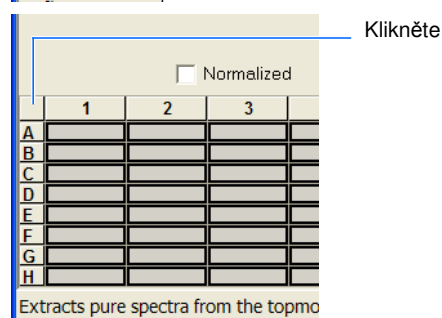 Klikněte
Normalized
1 2 3
A
B
C
D
E
F
G
H
Extracts pure spectra from the topmo